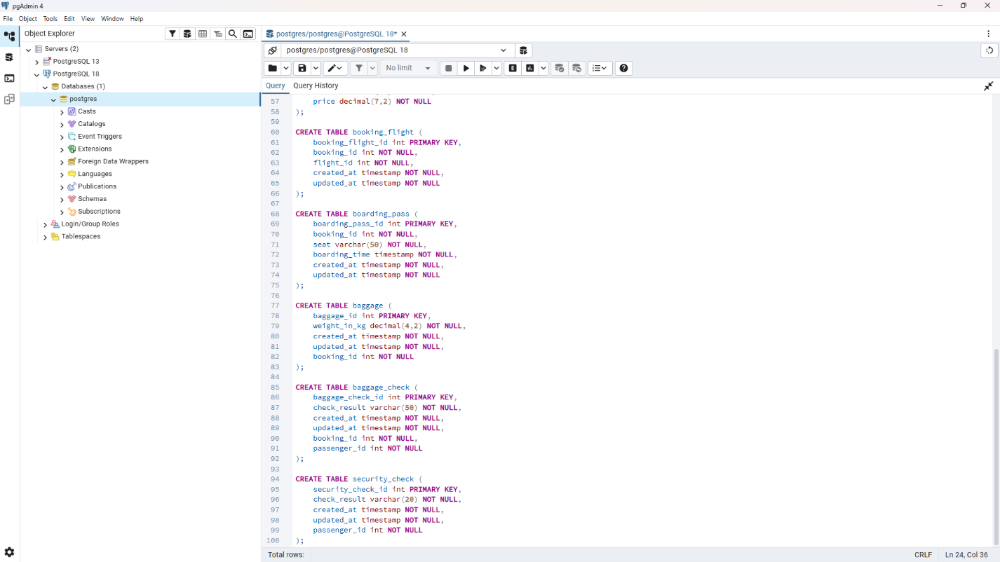 pgAdmin 4
File Object Tools Edit View Window Help
Object Explorer
postgres/postgres@PostgreSQL 18*
Servers (2)
PostgreSQL 13
PostgreSQL 18
Databases (1)
postgres
Casts
Catalogs
Event Triggers
Extensions
Foreign Data Wrappers
Languages
Publications
Schemas
Subscriptions
Login/Group Roles
Tablespaces
postgres/postgres@PostgreSQL 18
No limit
E
Query Query History
57 price decimal(7,2) NOT NULL
58 );
59
60 CREATE TABLE booking_flight (
61 booking_flight_id int PRIMARY KEY,
62 booking_id int NOT NULL,
63 flight_id int NOT NULL,
64 created_at timestamp NOT NULL,
65 updated_at timestamp NOT NULL
66 );
67
68 CREATE TABLE boarding_pass (
69 boarding_pass_id int PRIMARY KEY,
70 booking_id int NOT NULL,
71 seat varchar(50) NOT NULL,
72 boarding_time timestamp NOT NULL,
73 created_at timestamp NOT NULL,
74 updated_at timestamp NOT NULL
75 );
76
77 CREATE TABLE baggage (
78 baggage_id int PRIMARY KEY,
79 weight_in_kg decimal(4,2) NOT NULL,
80 created_at timestamp NOT NULL,
81 updated_at timestamp NOT NULL,
82 booking_id int NOT NULL
83 );
84
85 CREATE TABLE baggage_check (
86 baggage_check_id int PRIMARY KEY,
87 check_result varchar(50) NOT NULL,
88 created_at timestamp NOT NULL,
89 updated_at timestamp NOT NULL,
90 booking_id int NOT NULL,
91 passenger_id int NOT NULL
92 );
93
94 CREATE TABLE security_check (
95 security_check_id int PRIMARY KEY,
96 check_result varchar(20) NOT NULL,
97 created_at timestamp NOT NULL,
98 updated_at timestamp NOT NULL,
99 passenger_id int NOT NULL
100 );
Total rows: CRLF Ln 24, Col 36